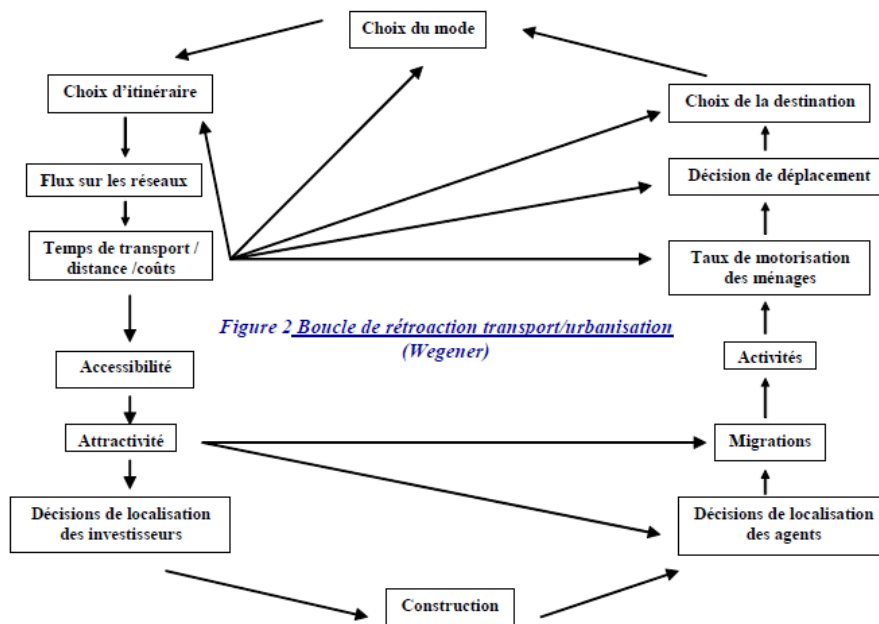 Choix du mode
Choix d'itinéraire
Choix de la destination
Flux sur les réseaux
Décision de déplacement
Temps de transport /
distance /coûts
Taux de motorisation
des ménages
Figure 2 Boucle de rétroaction transport/urbanisation
(Wegener)
Accessibilité
Activités
Attractivité
Migrations
Décisions de localisation
des investisseurs
Décisions de localisation
des agents
Construction